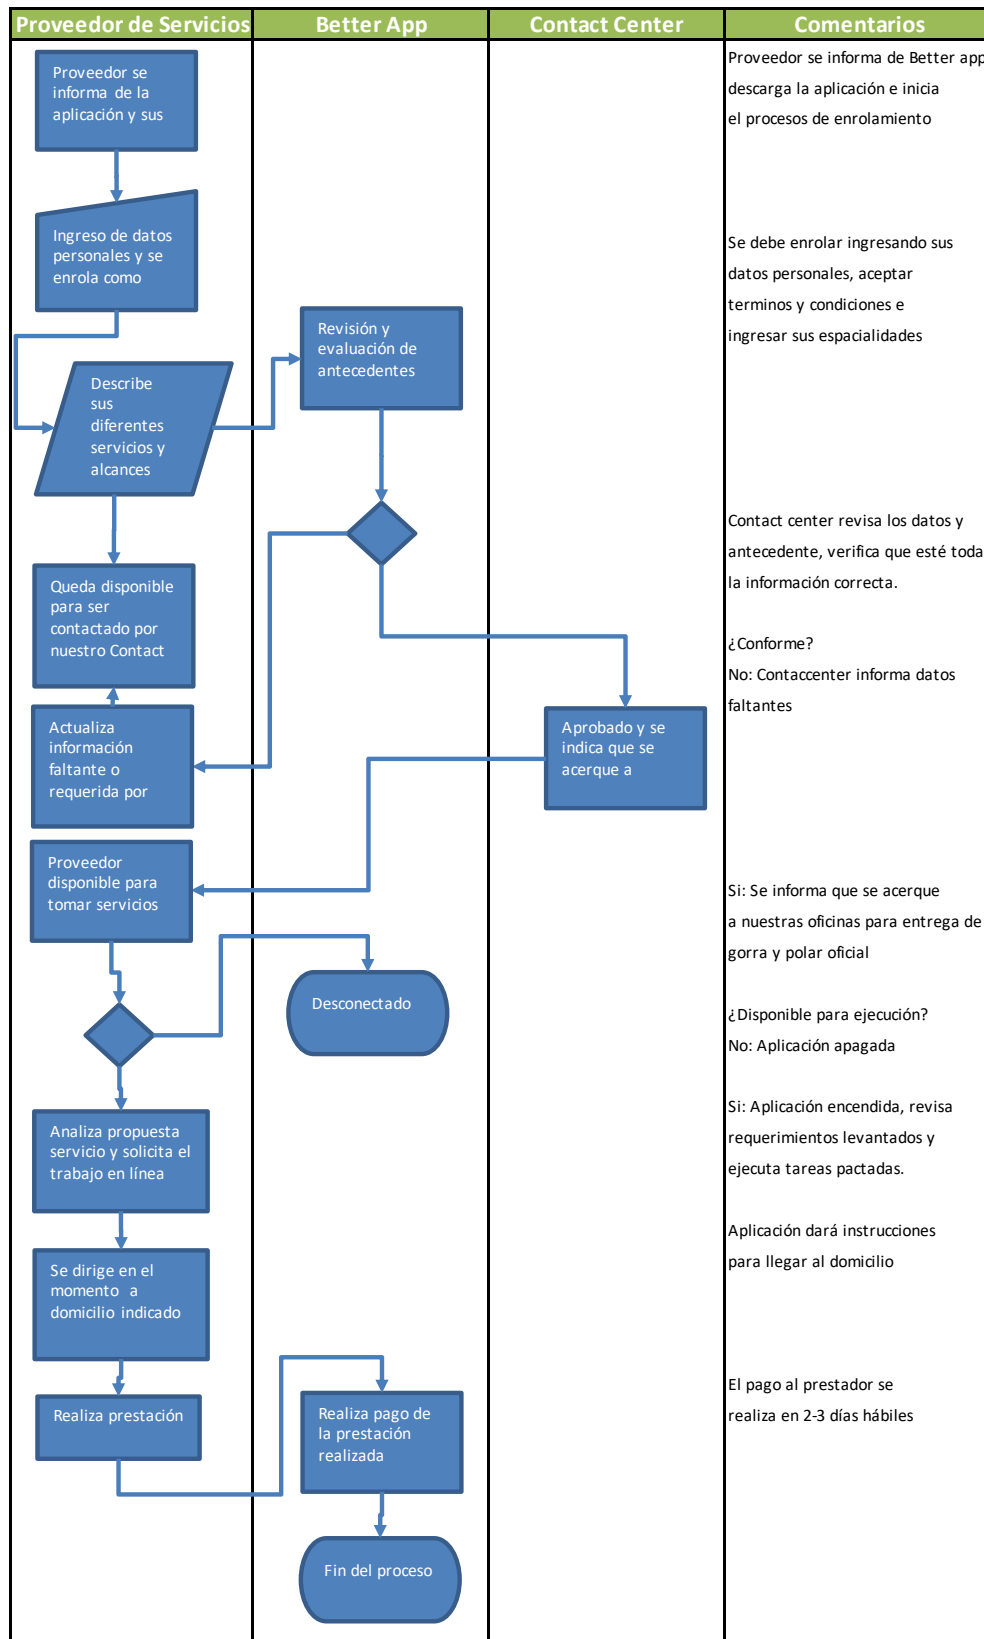 Proveedor de Servicios
Better App
Contact Center
Comentarios
Proveedor se
informa de la
aplicación y sus
Proveedor se informa de Better app
descarga la aplicación e inicia
el procesos de enrolamiento
Ingreso de datos
personales y se
enrola como
Se debe enrolar ingresando sus
datos personales, aceptar
terminos y condiciones e
ingresar sus espacialidades
Revisión y
evaluación de
antecedentes
Describe
sus
diferentes
servicios y
alcances
Contact center revisa los datos y
antecedente, verifica que esté toda
la información correcta.
Queda disponible
para ser
contactado por
nuestro Contact
¿Conforme?
No: Contaccenter informa datos
faltantes
Actualiza
información
faltante o
requerida por
Aprobado y se
indica que se
acerque a
Proveedor
disponible para
tomar servicios
Si: Se informa que se acerque
a nuestras oficinas para entrega de
gorra y polar oficial
Desconectado
¿Disponible para ejecución?
No: Aplicación apagada
Analiza propuesta
servicio y solicita el
trabajo en línea
Si: Aplicación encendida, revisa
requerimientos levantados y
ejecuta tareas pactadas.
Se dirige en el
momento a
domicilio indicado
Aplicación dará instrucciones
para llegar al domicilio
Realiza prestación
Realiza pago de
la prestación
realizada
El pago al prestador se
realiza en 2-3 días hábiles
Fin del proceso